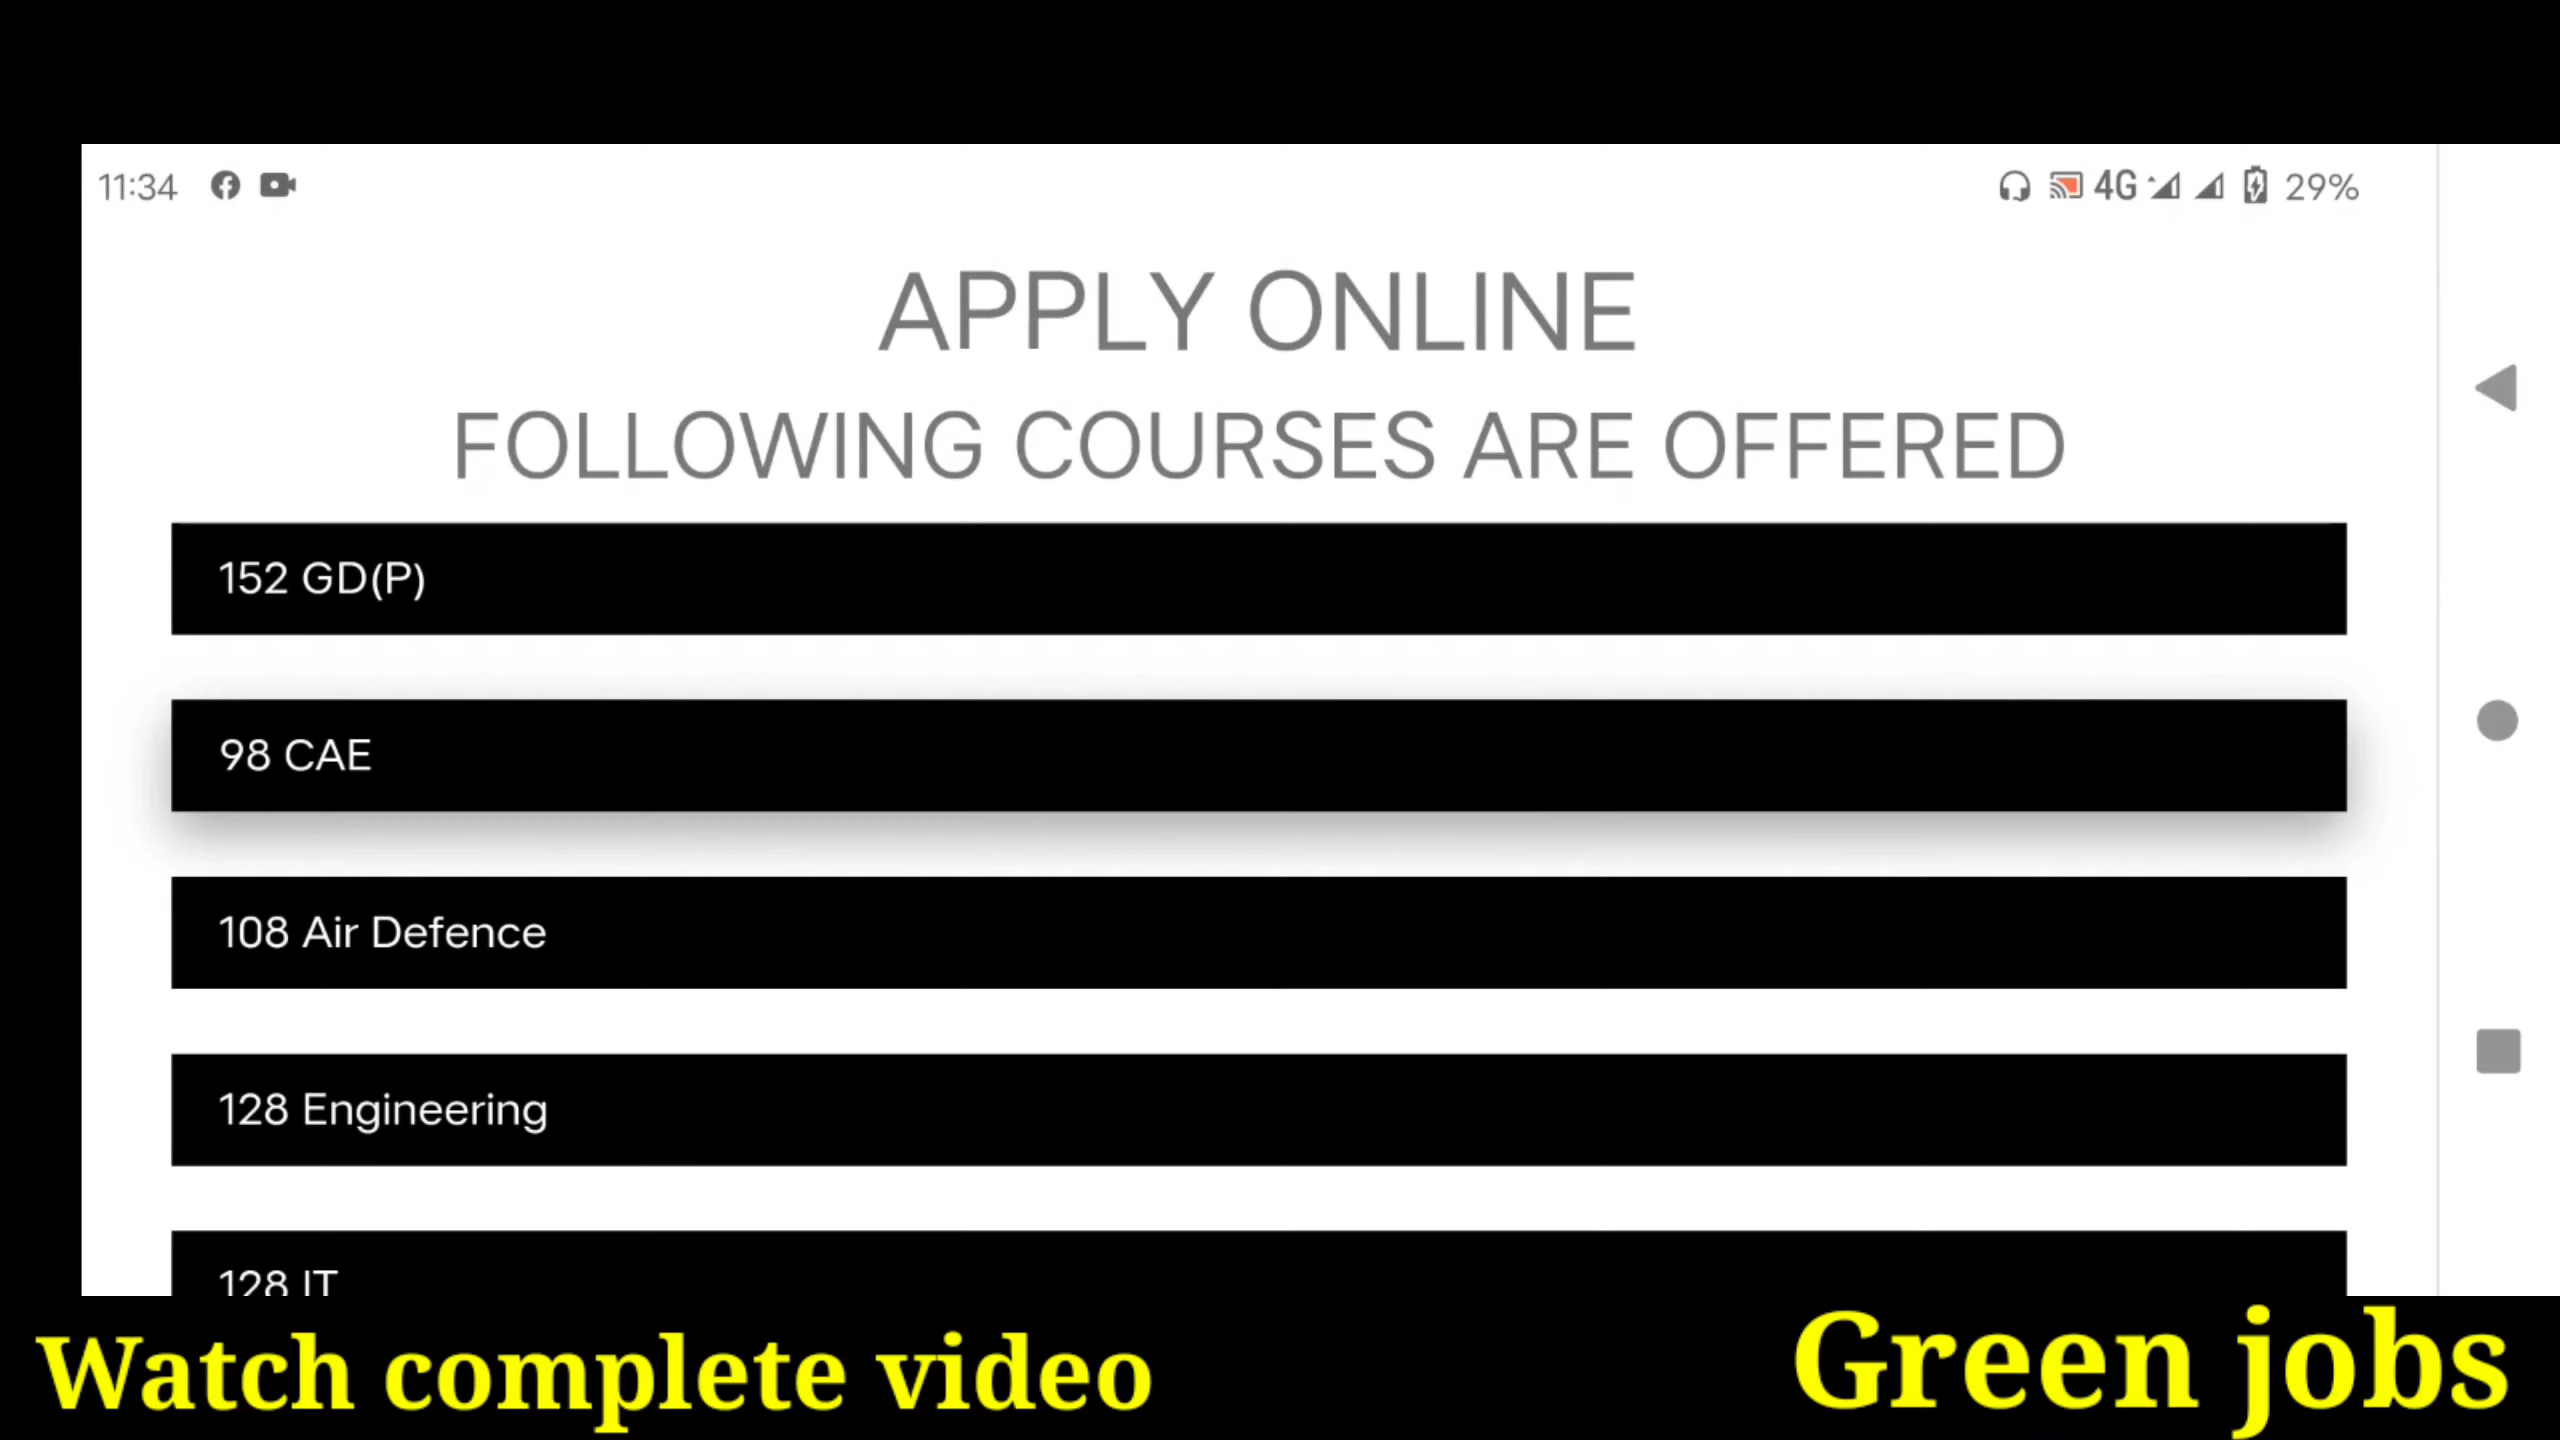 11:34 4G 29%
APPLY ONLINE
FOLLOWING COURSES ARE OFFERED
152 GD(P)
98 CAE
108 Air Defence
128 Engineering
128 IT
Watch complete video
Green jobs